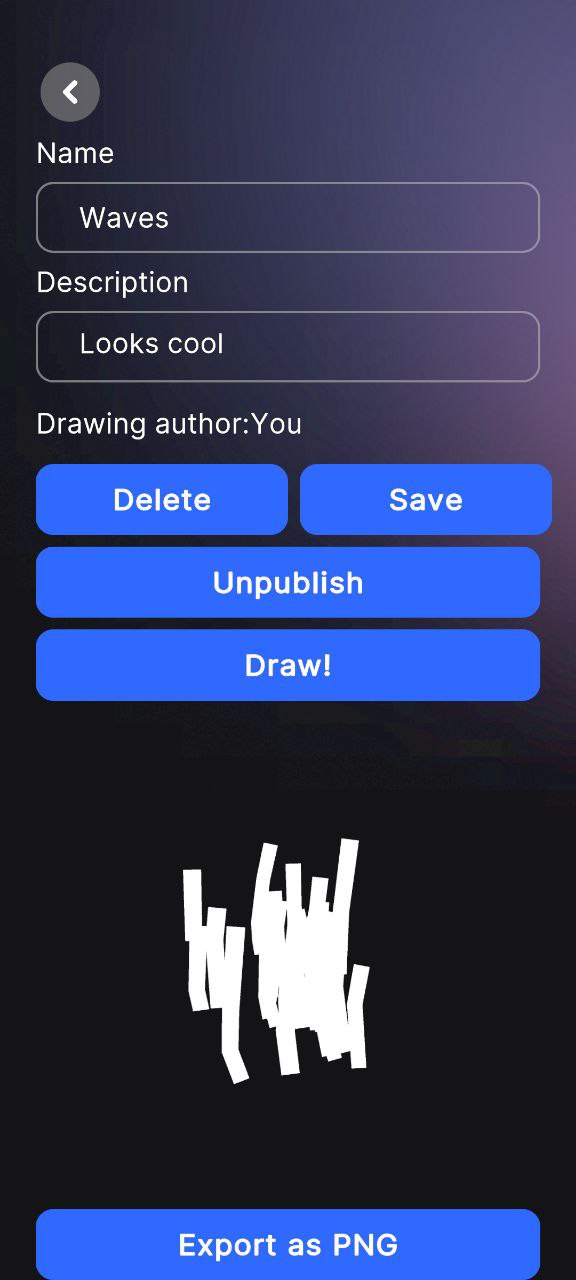 Name
Waves
Description
Looks cool
Drawing author:You
Delete Save
Unpublish
Draw!
Export as PNG